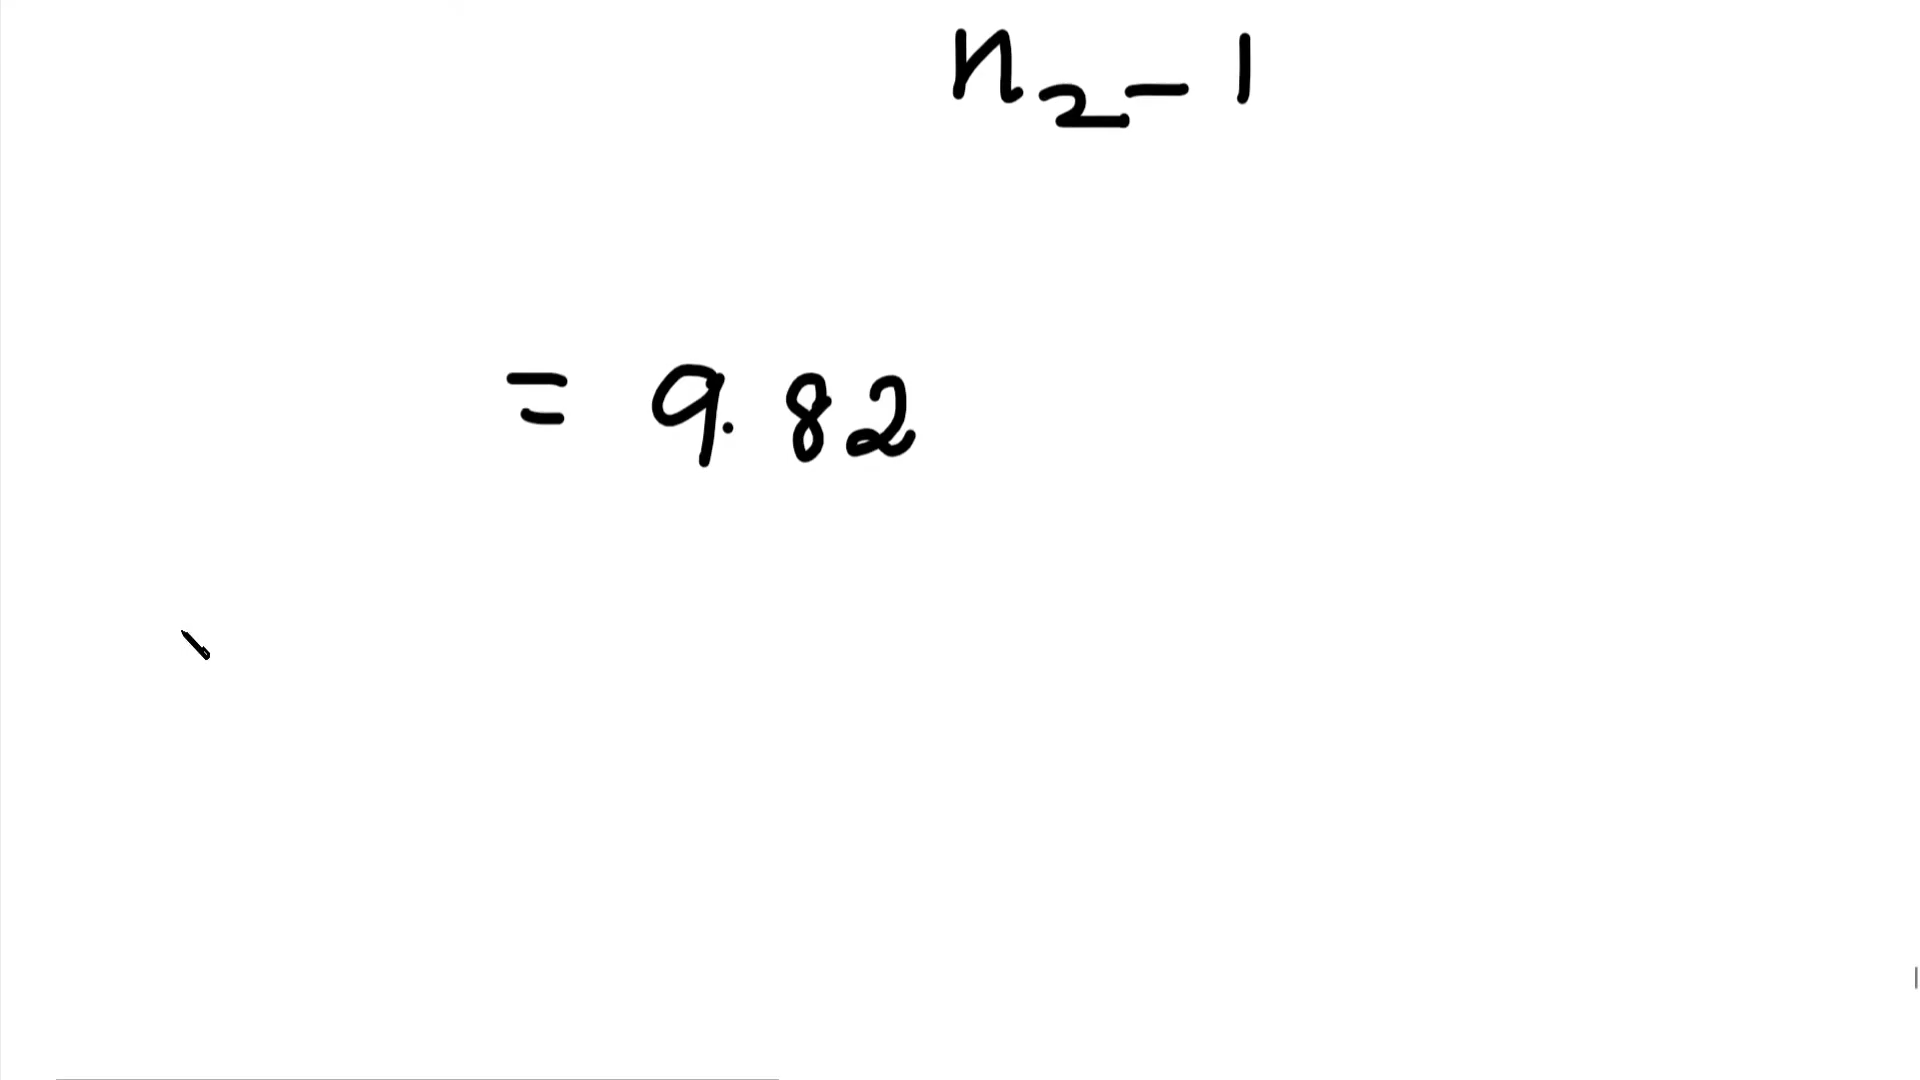 n₂ - 1
= 9.82